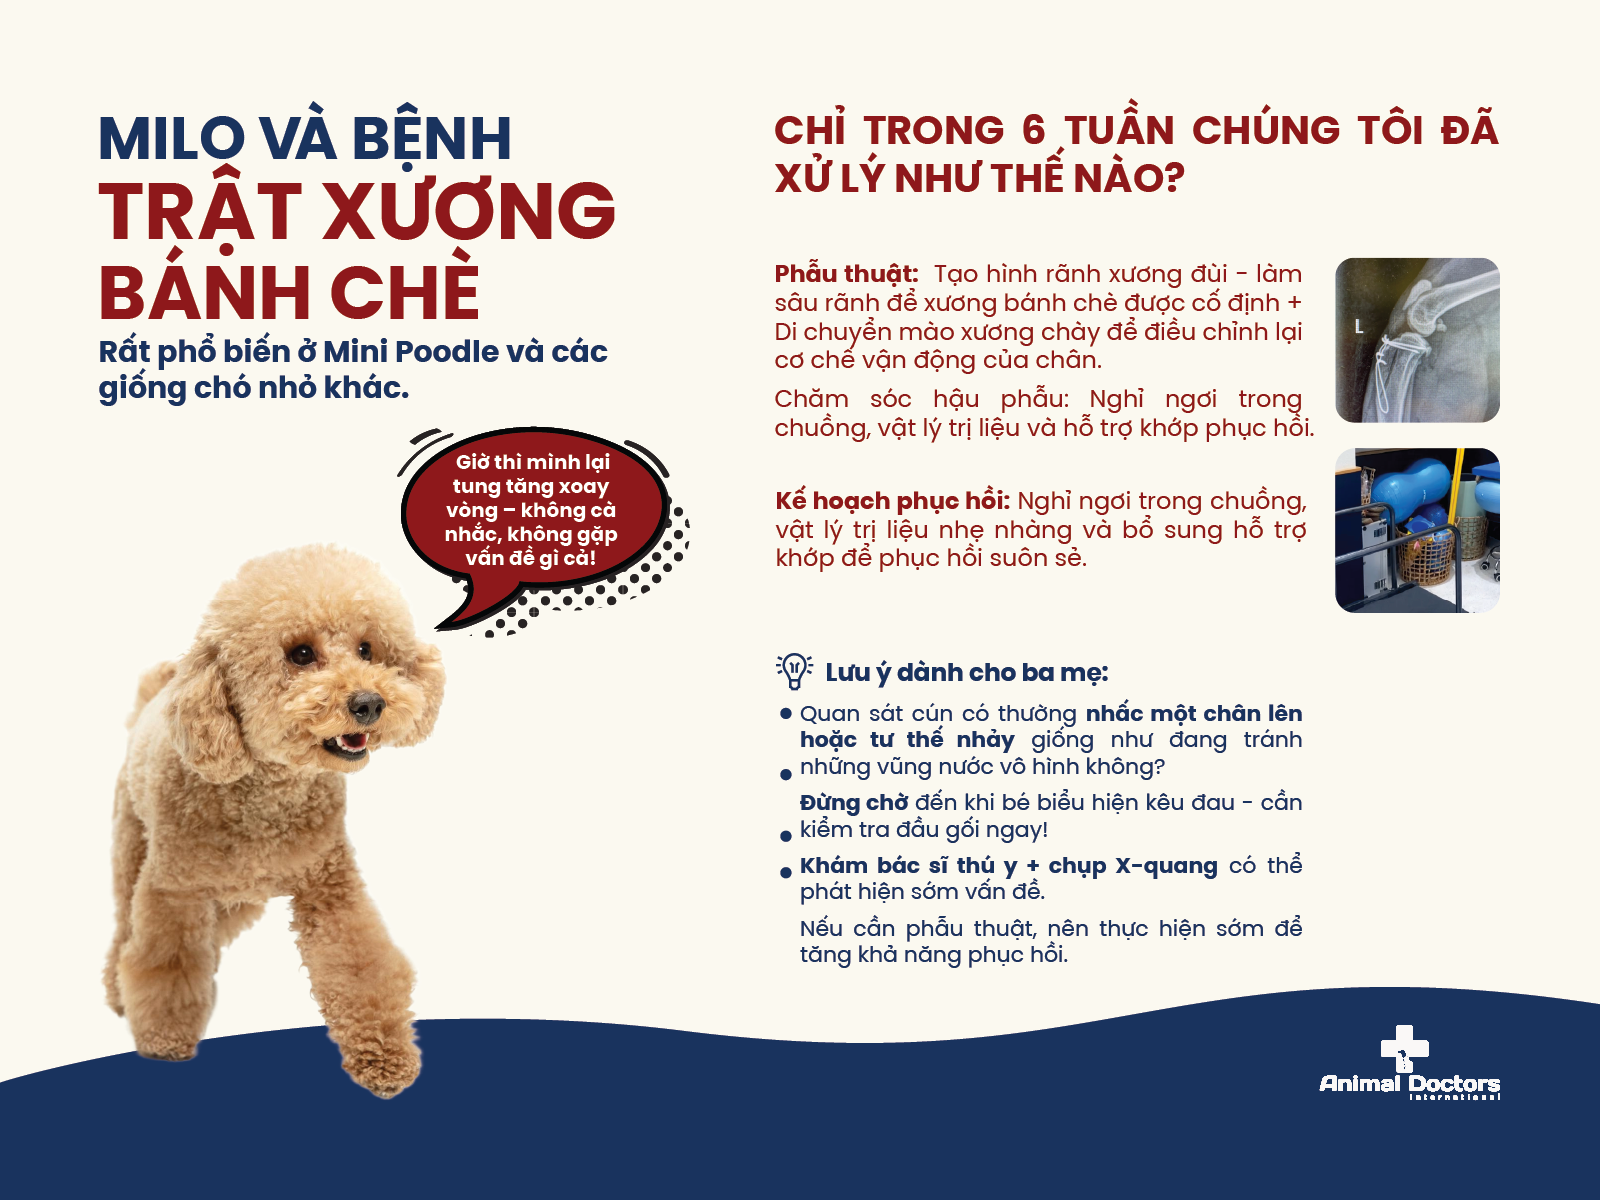 MILO VÀ BỆNH
TRẬT XƯƠNG
BÁNH CHÈ
Rất phổ biến ở Mini Poodle và các
giống chó nhỏ khác.
Giờ thì mình lại
tung tăng xoay
vòng – không cà
nhắc, không gặp
vấn đề gì cả!
CHỈ TRONG 6 TUẦN CHÚNG TÔI ĐÃ
XỬ LÝ NHƯ THẾ NÀO?
Phẫu thuật: Tạo hình rãnh xương đùi - làm
sâu rãnh để xương bánh chè được cố định +
Di chuyển mào xương chày để điều chỉnh lại
cơ chế vận động của chân.
Chăm sóc hậu phẫu: Nghỉ ngơi trong
chuồng, vật lý trị liệu và hỗ trợ khớp phục hồi.
L
Kế hoạch phục hồi: Nghỉ ngơi trong chuồng,
vật lý trị liệu nhẹ nhàng và bổ sung hỗ trợ
khớp để phục hồi suôn sẻ.
Lưu ý dành cho ba mẹ:
• Quan sát cún có thường nhấc một chân lên
hoặc tư thế nhảy giống như đang tránh
• những vũng nước vô hình không?
Đừng chờ đến khi bé biểu hiện kêu đau - cần
• kiểm tra đầu gối ngay!
• Khám bác sĩ thú y + chụp X-quang có thể
phát hiện sớm vấn đề.
Nếu cần phẫu thuật, nên thực hiện sớm để
tăng khả năng phục hồi.
Animal Doctors
International